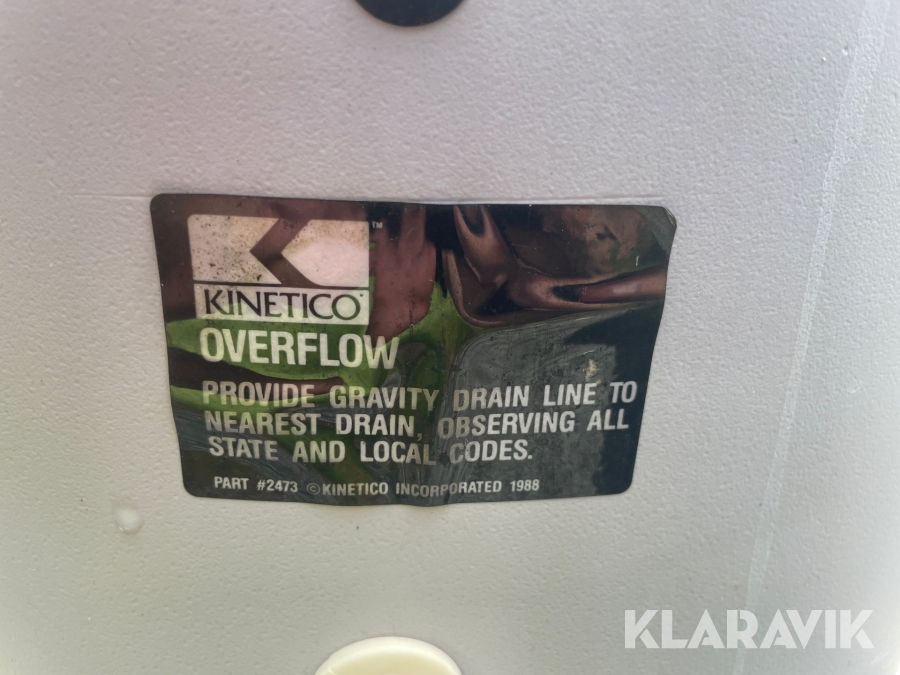 ™
KINETICO®
OVERFLOW
PROVIDE GRAVITY DRAIN LINE TO
NEAREST DRAIN, OBSERVING ALL
STATE AND LOCAL CODES.
PART #2473 ©KINETICO INCORPORATED 1988
KLARAVIK